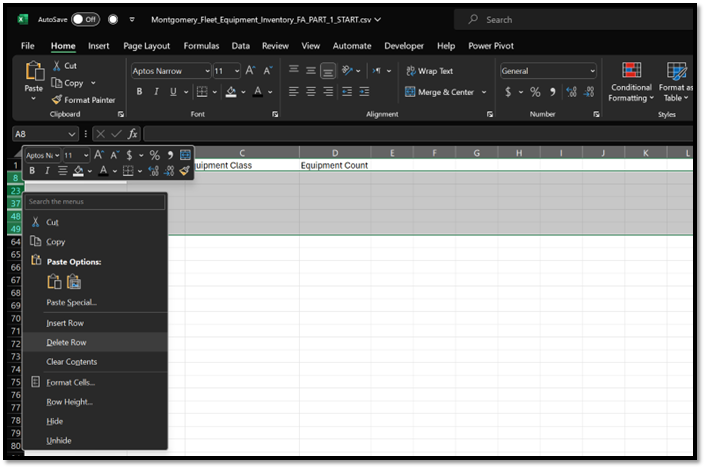 AutoSave Off Montgomery_Fleet_Equipment_Inventory_FA_PART_1_START.csv Search
File Home Insert Page Layout Formulas Data Review View Automate Developer Help Power Pivot
Paste
Cut
Copy
Format Painter
Clipboard
Aptos Narrow 11 A A
B I U A
Font
ab Wrap Text
Merge & Center
Alignment
General
$ % 9
Number
Conditional Formatting
Format as Table
Styles
A8 fx
Aptos Na 11 A A $ % 9
B I A
C D E F G H I J K L
1 quipment Class Equipment Count
8
23
37
48
49
64
65
66
67
68
69
70
71
72
73
74
75
76
77
78
79
80
Search the menus
Cut
Copy
Paste Options:
Paste Special...
Insert Row
Delete Row
Clear Contents
Format Cells...
Row Height...
Hide
Unhide